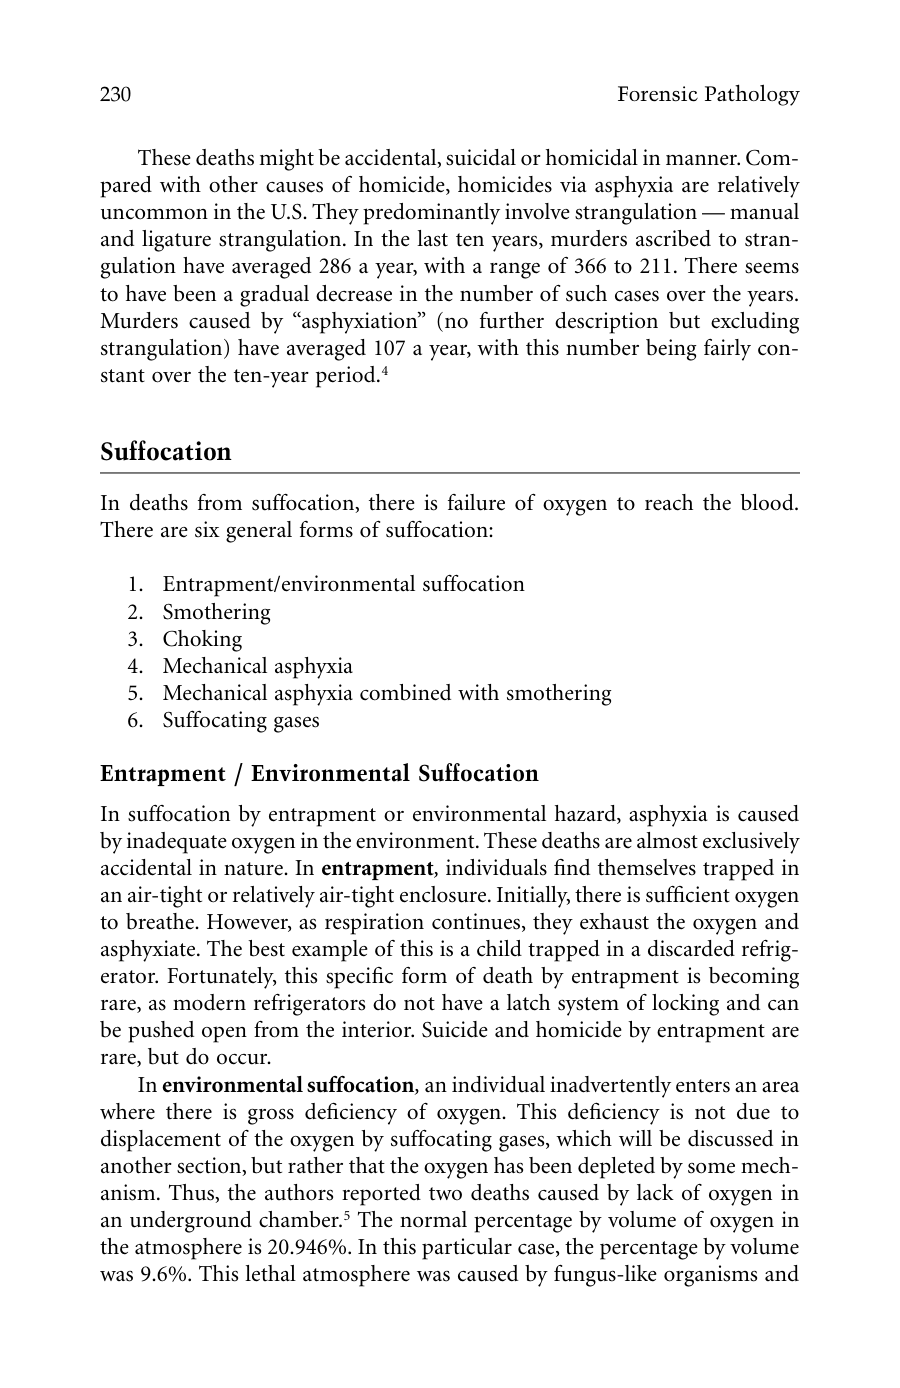 230 Forensic Pathology
These deaths might be accidental, suicidal or homicidal in manner. Com-
pared with other causes of homicide, homicides via asphyxia are relatively
uncommon in the U.S. They predominantly involve strangulation — manual
and ligature strangulation. In the last ten years, murders ascribed to stran-
gulation have averaged 286 a year, with a range of 366 to 211. There seems
to have been a gradual decrease in the number of such cases over the years.
Murders caused by “asphyxiation” (no further description but excluding
strangulation) have averaged 107 a year, with this number being fairly con-
stant over the ten-year period.⁴
Suffocation
In deaths from suffocation, there is failure of oxygen to reach the blood.
There are six general forms of suffocation:
1. Entrapment/environmental suffocation
2. Smothering
3. Choking
4. Mechanical asphyxia
5. Mechanical asphyxia combined with smothering
6. Suffocating gases
Entrapment / Environmental Suffocation
In suffocation by entrapment or environmental hazard, asphyxia is caused
by inadequate oxygen in the environment. These deaths are almost exclusively
accidental in nature. In entrapment, individuals find themselves trapped in
an air-tight or relatively air-tight enclosure. Initially, there is sufficient oxygen
to breathe. However, as respiration continues, they exhaust the oxygen and
asphyxiate. The best example of this is a child trapped in a discarded refrig-
erator. Fortunately, this specific form of death by entrapment is becoming
rare, as modern refrigerators do not have a latch system of locking and can
be pushed open from the interior. Suicide and homicide by entrapment are
rare, but do occur.
In environmental suffocation, an individual inadvertently enters an area
where there is gross deficiency of oxygen. This deficiency is not due to
displacement of the oxygen by suffocating gases, which will be discussed in
another section, but rather that the oxygen has been depleted by some mech-
anism. Thus, the authors reported two deaths caused by lack of oxygen in
an underground chamber.⁵ The normal percentage by volume of oxygen in
the atmosphere is 20.946%. In this particular case, the percentage by volume
was 9.6%. This lethal atmosphere was caused by fungus-like organisms and